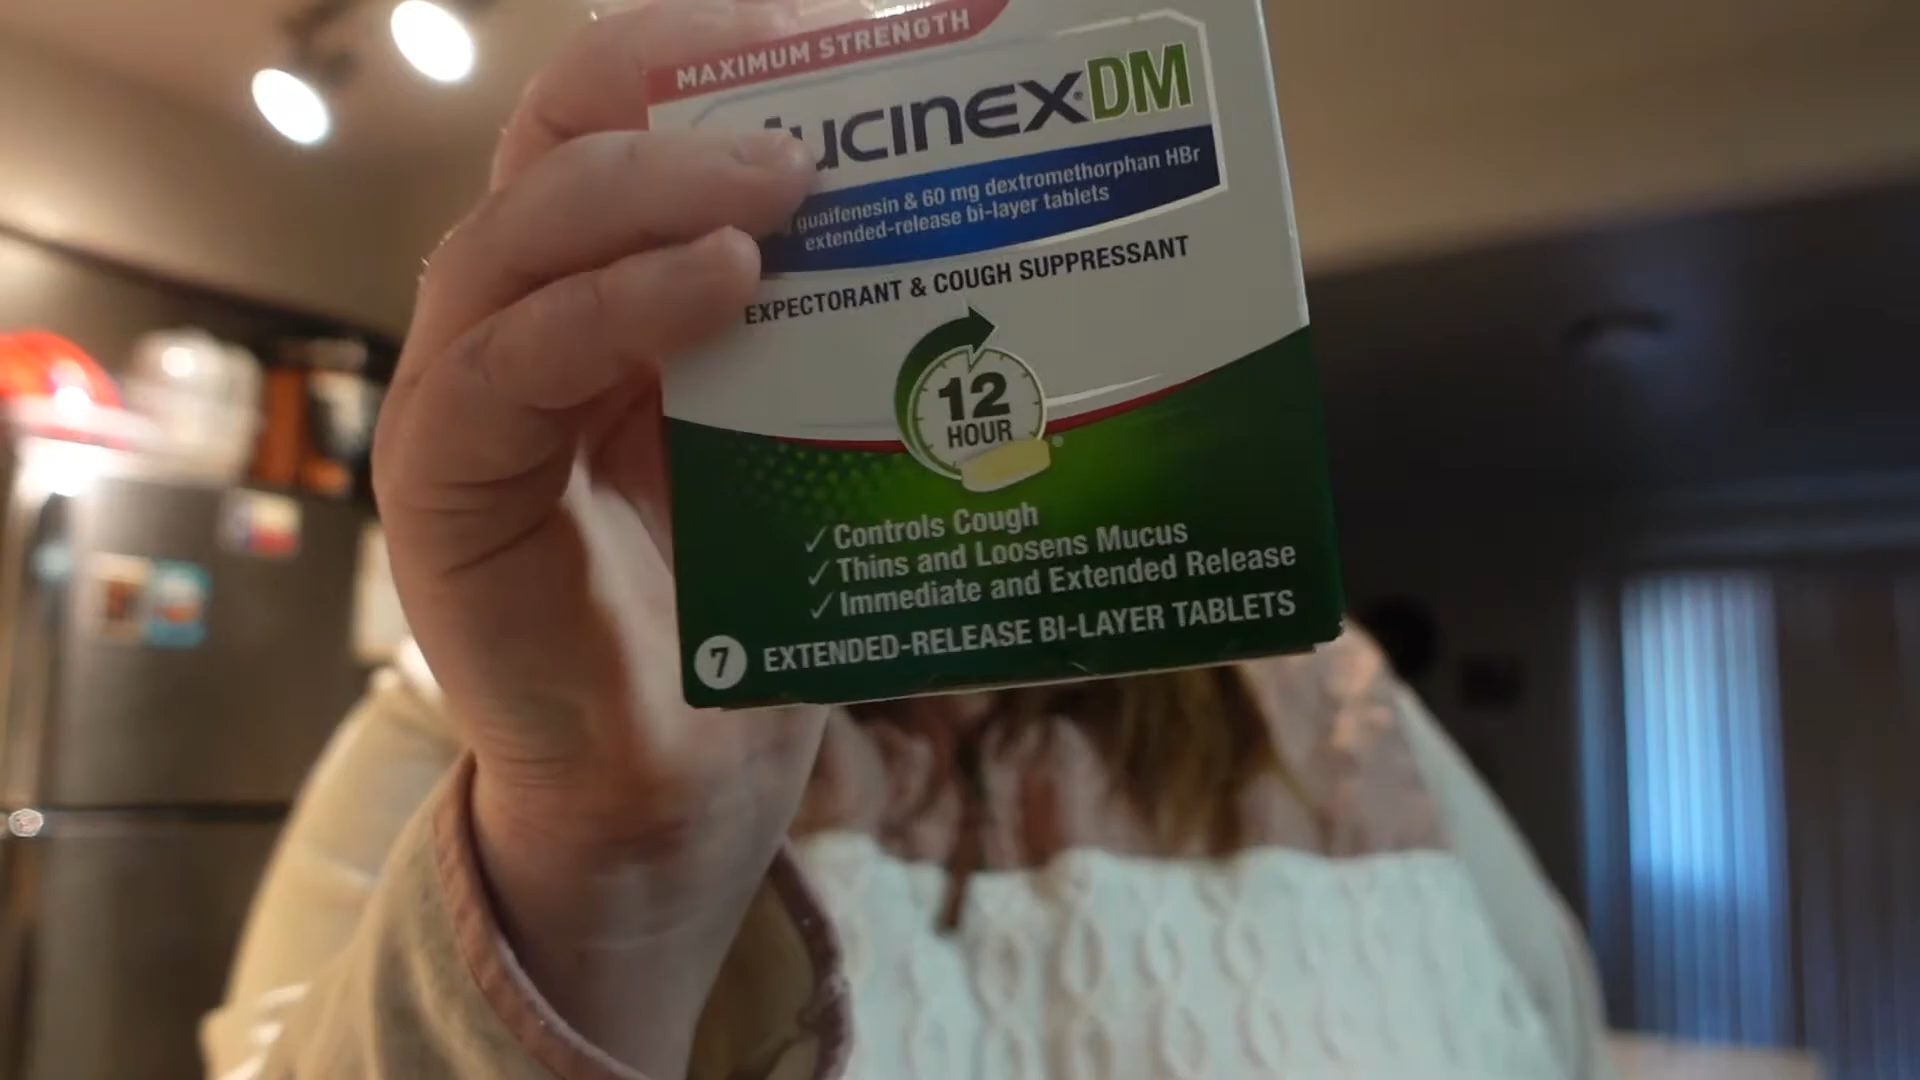 MAXIMUM STRENGTH
ucinex DM
guaifenesin & 60 mg dextromethorphan HBr
extended-release bi-layer tablets
EXPECTORANT & COUGH SUPPRESSANT
12
HOUR
✓ Controls Cough
✓ Thins and Loosens Mucus
✓ Immediate and Extended Release
7 EXTENDED-RELEASE BI-LAYER TABLETS